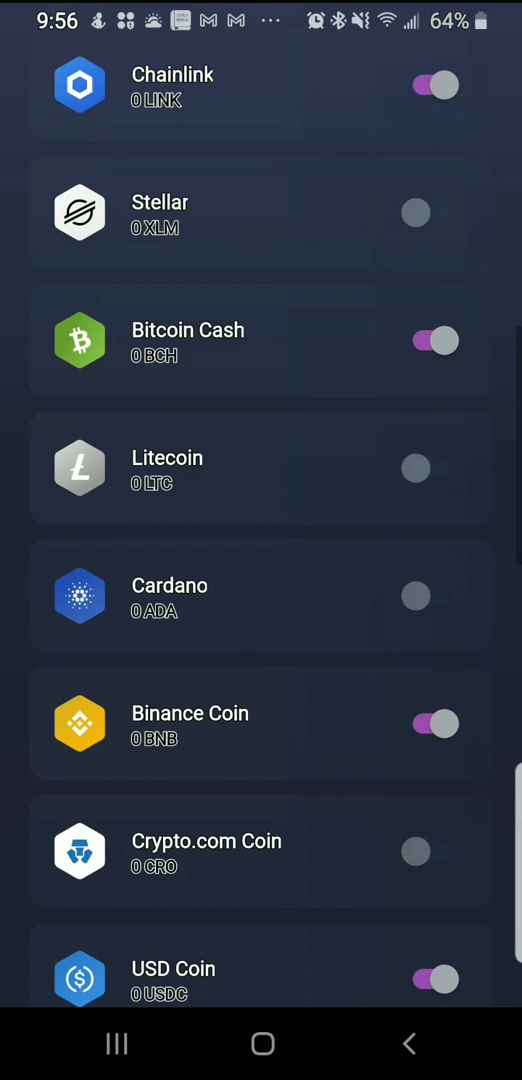 9:56 64%
Chainlink
0 LINK
Stellar
0 XLM
Bitcoin Cash
0 BCH
Litecoin
0 LTC
Cardano
0 ADA
Binance Coin
0 BNB
Crypto.com Coin
0 CRO
USD Coin
0 USDC